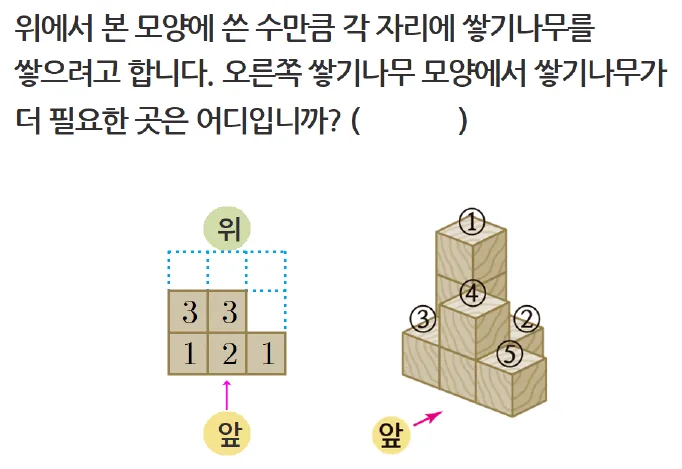 위에서 본 모양에 쓴 수만큼 각 자리에 쌓기나무를
쌓으려고 합니다. 오른쪽 쌓기나무 모양에서 쌓기나무가
더 필요한 곳은 어디입니까? (          )
위
3 3
1 2 1
앞
①
④
③ ②
⑤
앞